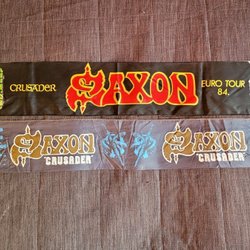 CRUSADER SAXON EURO TOUR
84.
SAXON SAXON
"CRUSADER" "CRUSADER"